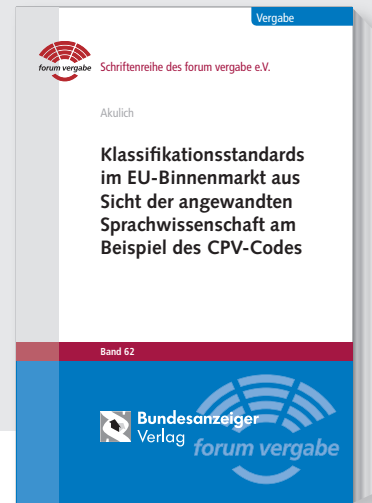 Vergabe
forum vergabe
Schriftenreihe des forum vergabe e.V.
Akulich
Klassifikationsstandards
im EU-Binnenmarkt aus
Sicht der angewandten
Sprachwissenschaft am
Beispiel des CPV-Codes
Band 62
Bundesanzeiger
Verlag
forum vergabe